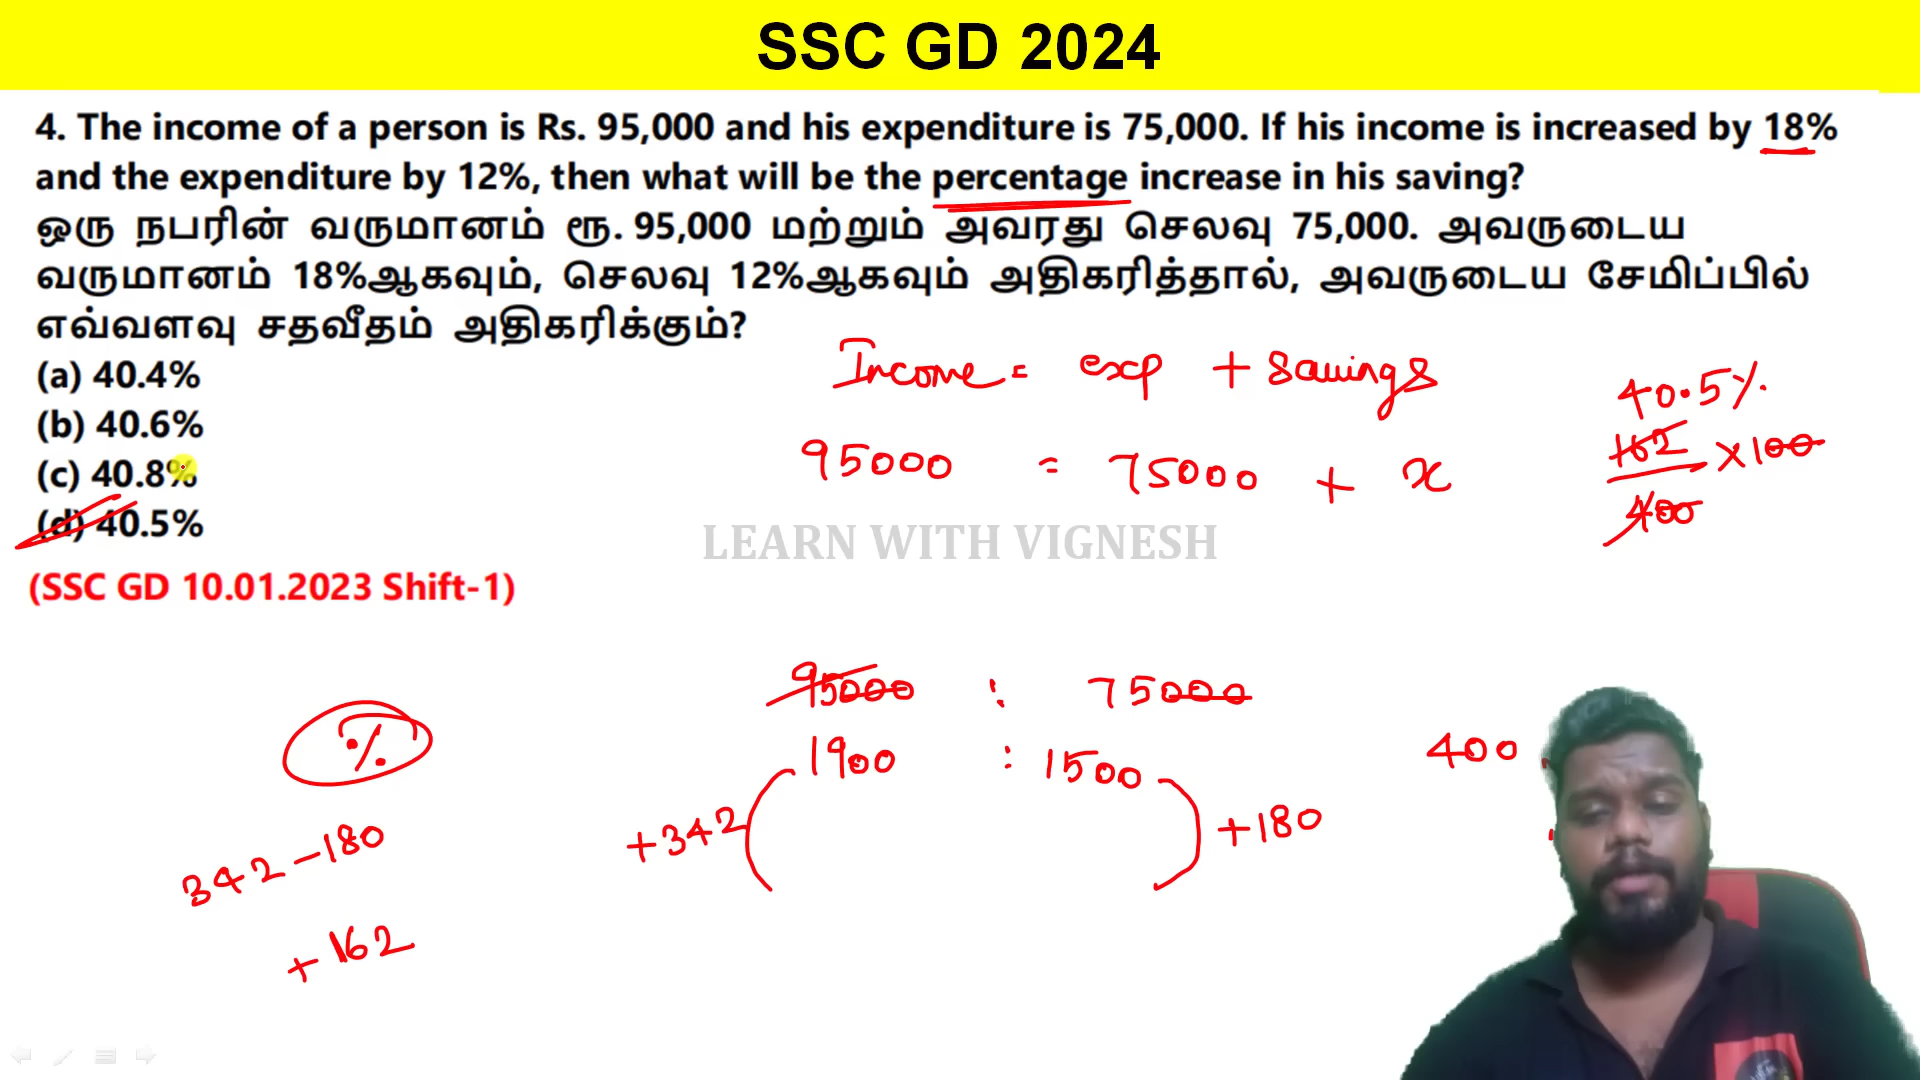 SSC GD 2024
4. The income of a person is Rs. 95,000 and his expenditure is 75,000. If his income is increased by 18%
and the expenditure by 12%, then what will be the percentage increase in his saving?
ஒரு நபரின் வருமானம் ரூ. 95,000 மற்றும் அவரது செலவு 75,000. அவருடைய
வருமானம் 18%ஆகவும், செலவு 12%ஆகவும் அதிகரித்தால், அவருடைய சேமிப்பில்
எவ்வளவு சதவீதம் அதிகரிக்கும்?
(a) 40.4%
(b) 40.6%
(c) 40.8%
(d) 40.5%
(SSC GD 10.01.2023 Shift-1)
Income = exp + savings
95000 = 75000 + x
40.5%
162 × 100
400
LEARN WITH VIGNESH
95000 : 75000
1900 : 1500
400
%
+342
+180
342 - 180
+162